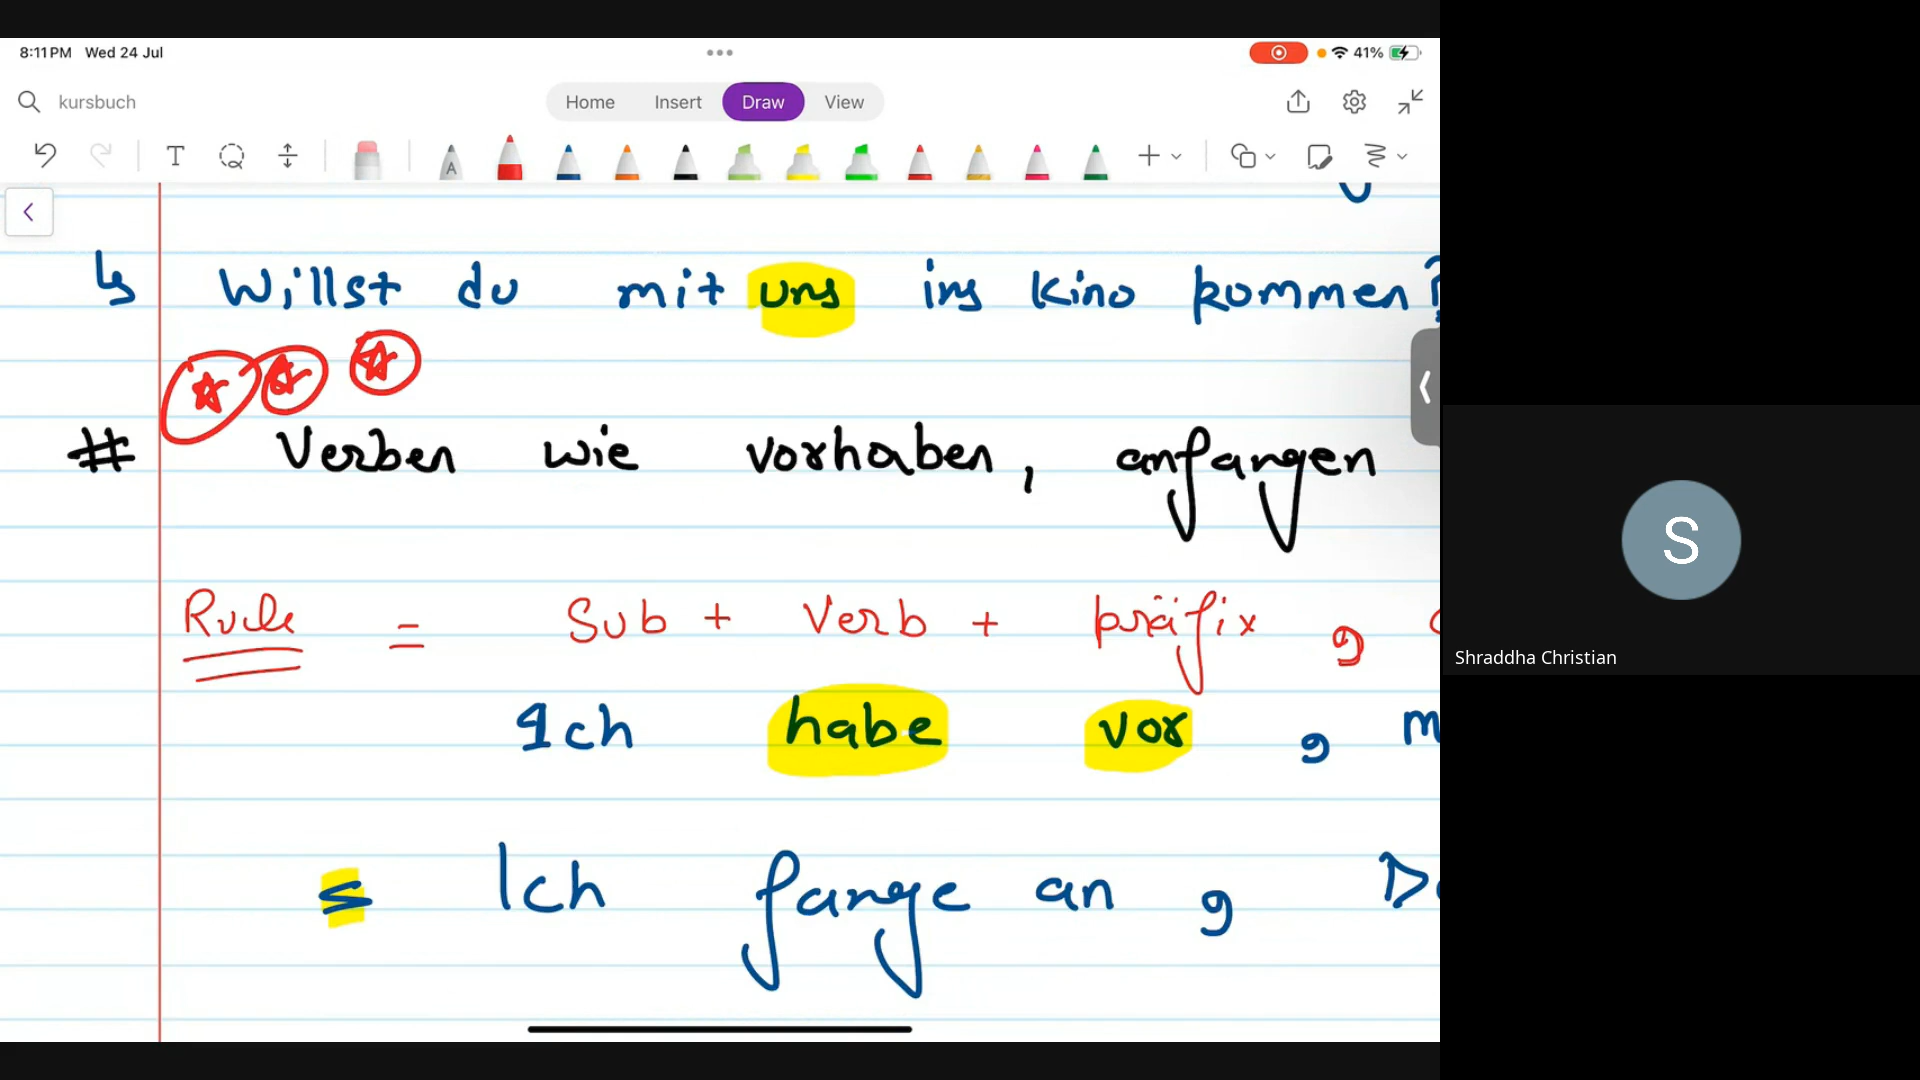 8:11 PM Wed 24 Jul 41%
kursbuch Home Insert Draw View
T A
↳ Willst du mit uns ins Kino kommen?
# Verben wie vorhaben, anfangen
Rule = Sub + Verb + präfix ,
Ich habe vor , m
Ich fange an ,
S
Shraddha Christian